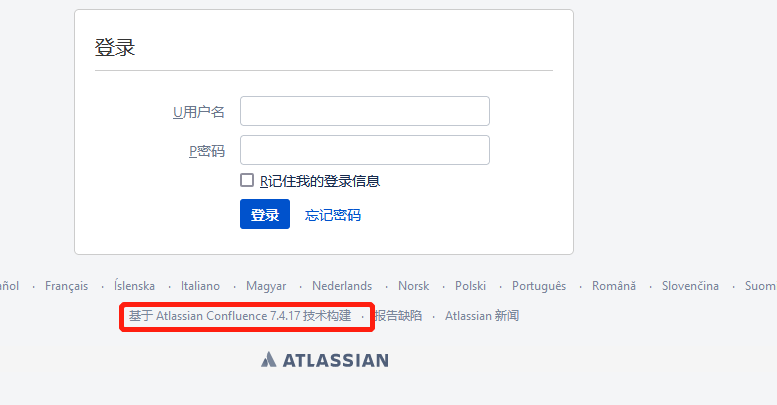 登录
U用户名
P密码
R记住我的登录信息
登录 忘记密码
añol · Français · Íslenska · Italiano · Magyar · Nederlands · Norsk · Polski · Português · Română · Slovenčina · Suom
基于 Atlassian Confluence 7.4.17 技术构建 · 报告缺陷 · Atlassian 新闻
ATLASSIAN